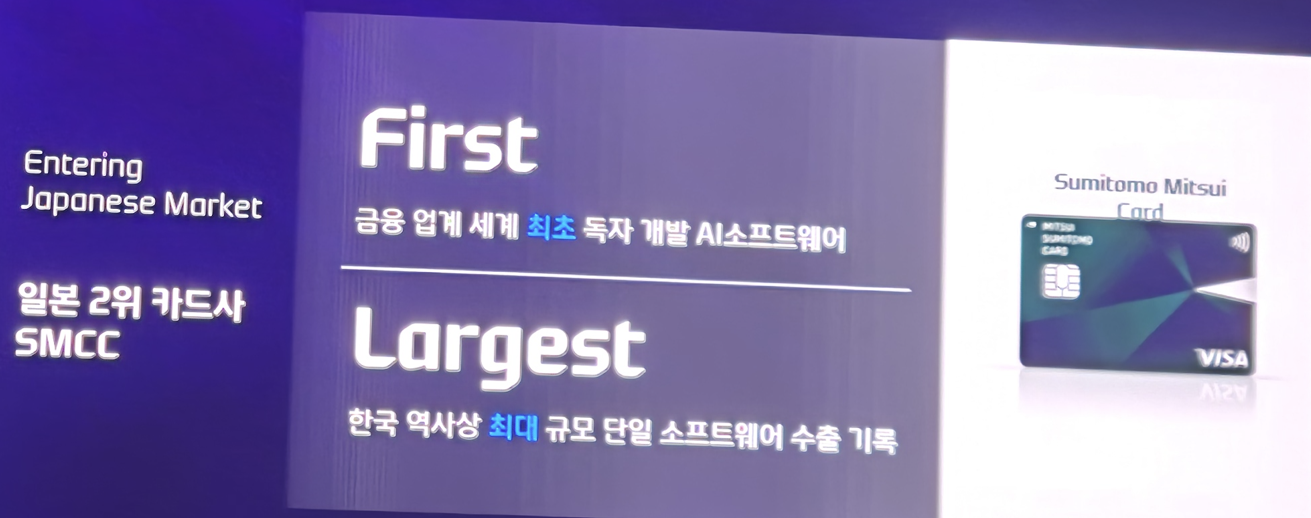 Entering
Japanese Market
일본 2위 카드사
SMCC
First
금융 업계 세계 최초 독자 개발 AI소프트웨어
Largest
한국 역사상 최대 규모 단일 소프트웨어 수출 기록
Sumitomo Mitsui
Card
MITSUI
SUMITOMO
CARD
VISA